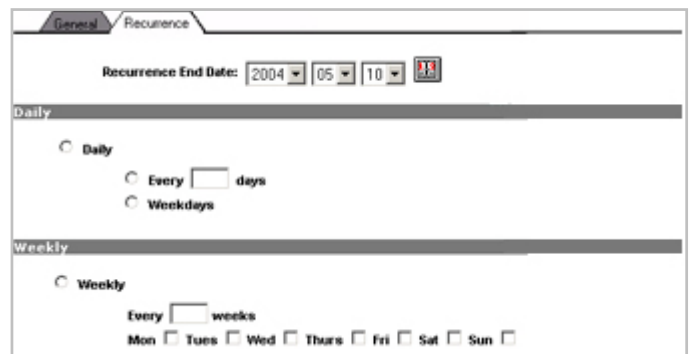 General Recurrence
Recurrence End Date: 2004 05 10
Daily
Daily
Every days
Weekdays
Weekly
Weekly
Every weeks
Mon Tues Wed Thurs Fri Sat Sun